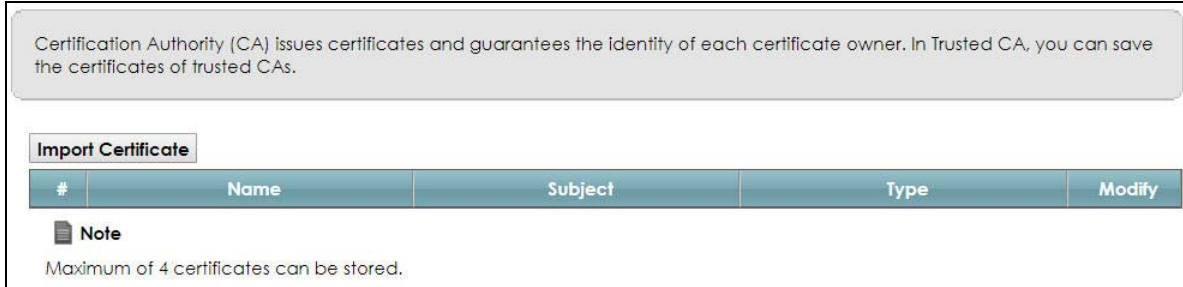 Certification Authority (CA) issues certificates and guarantees the identity of each certificate owner. In Trusted CA, you can save
the certificates of trusted CAs.
Import Certificate
# Name Subject Type Modify
Note
Maximum of 4 certificates can be stored.